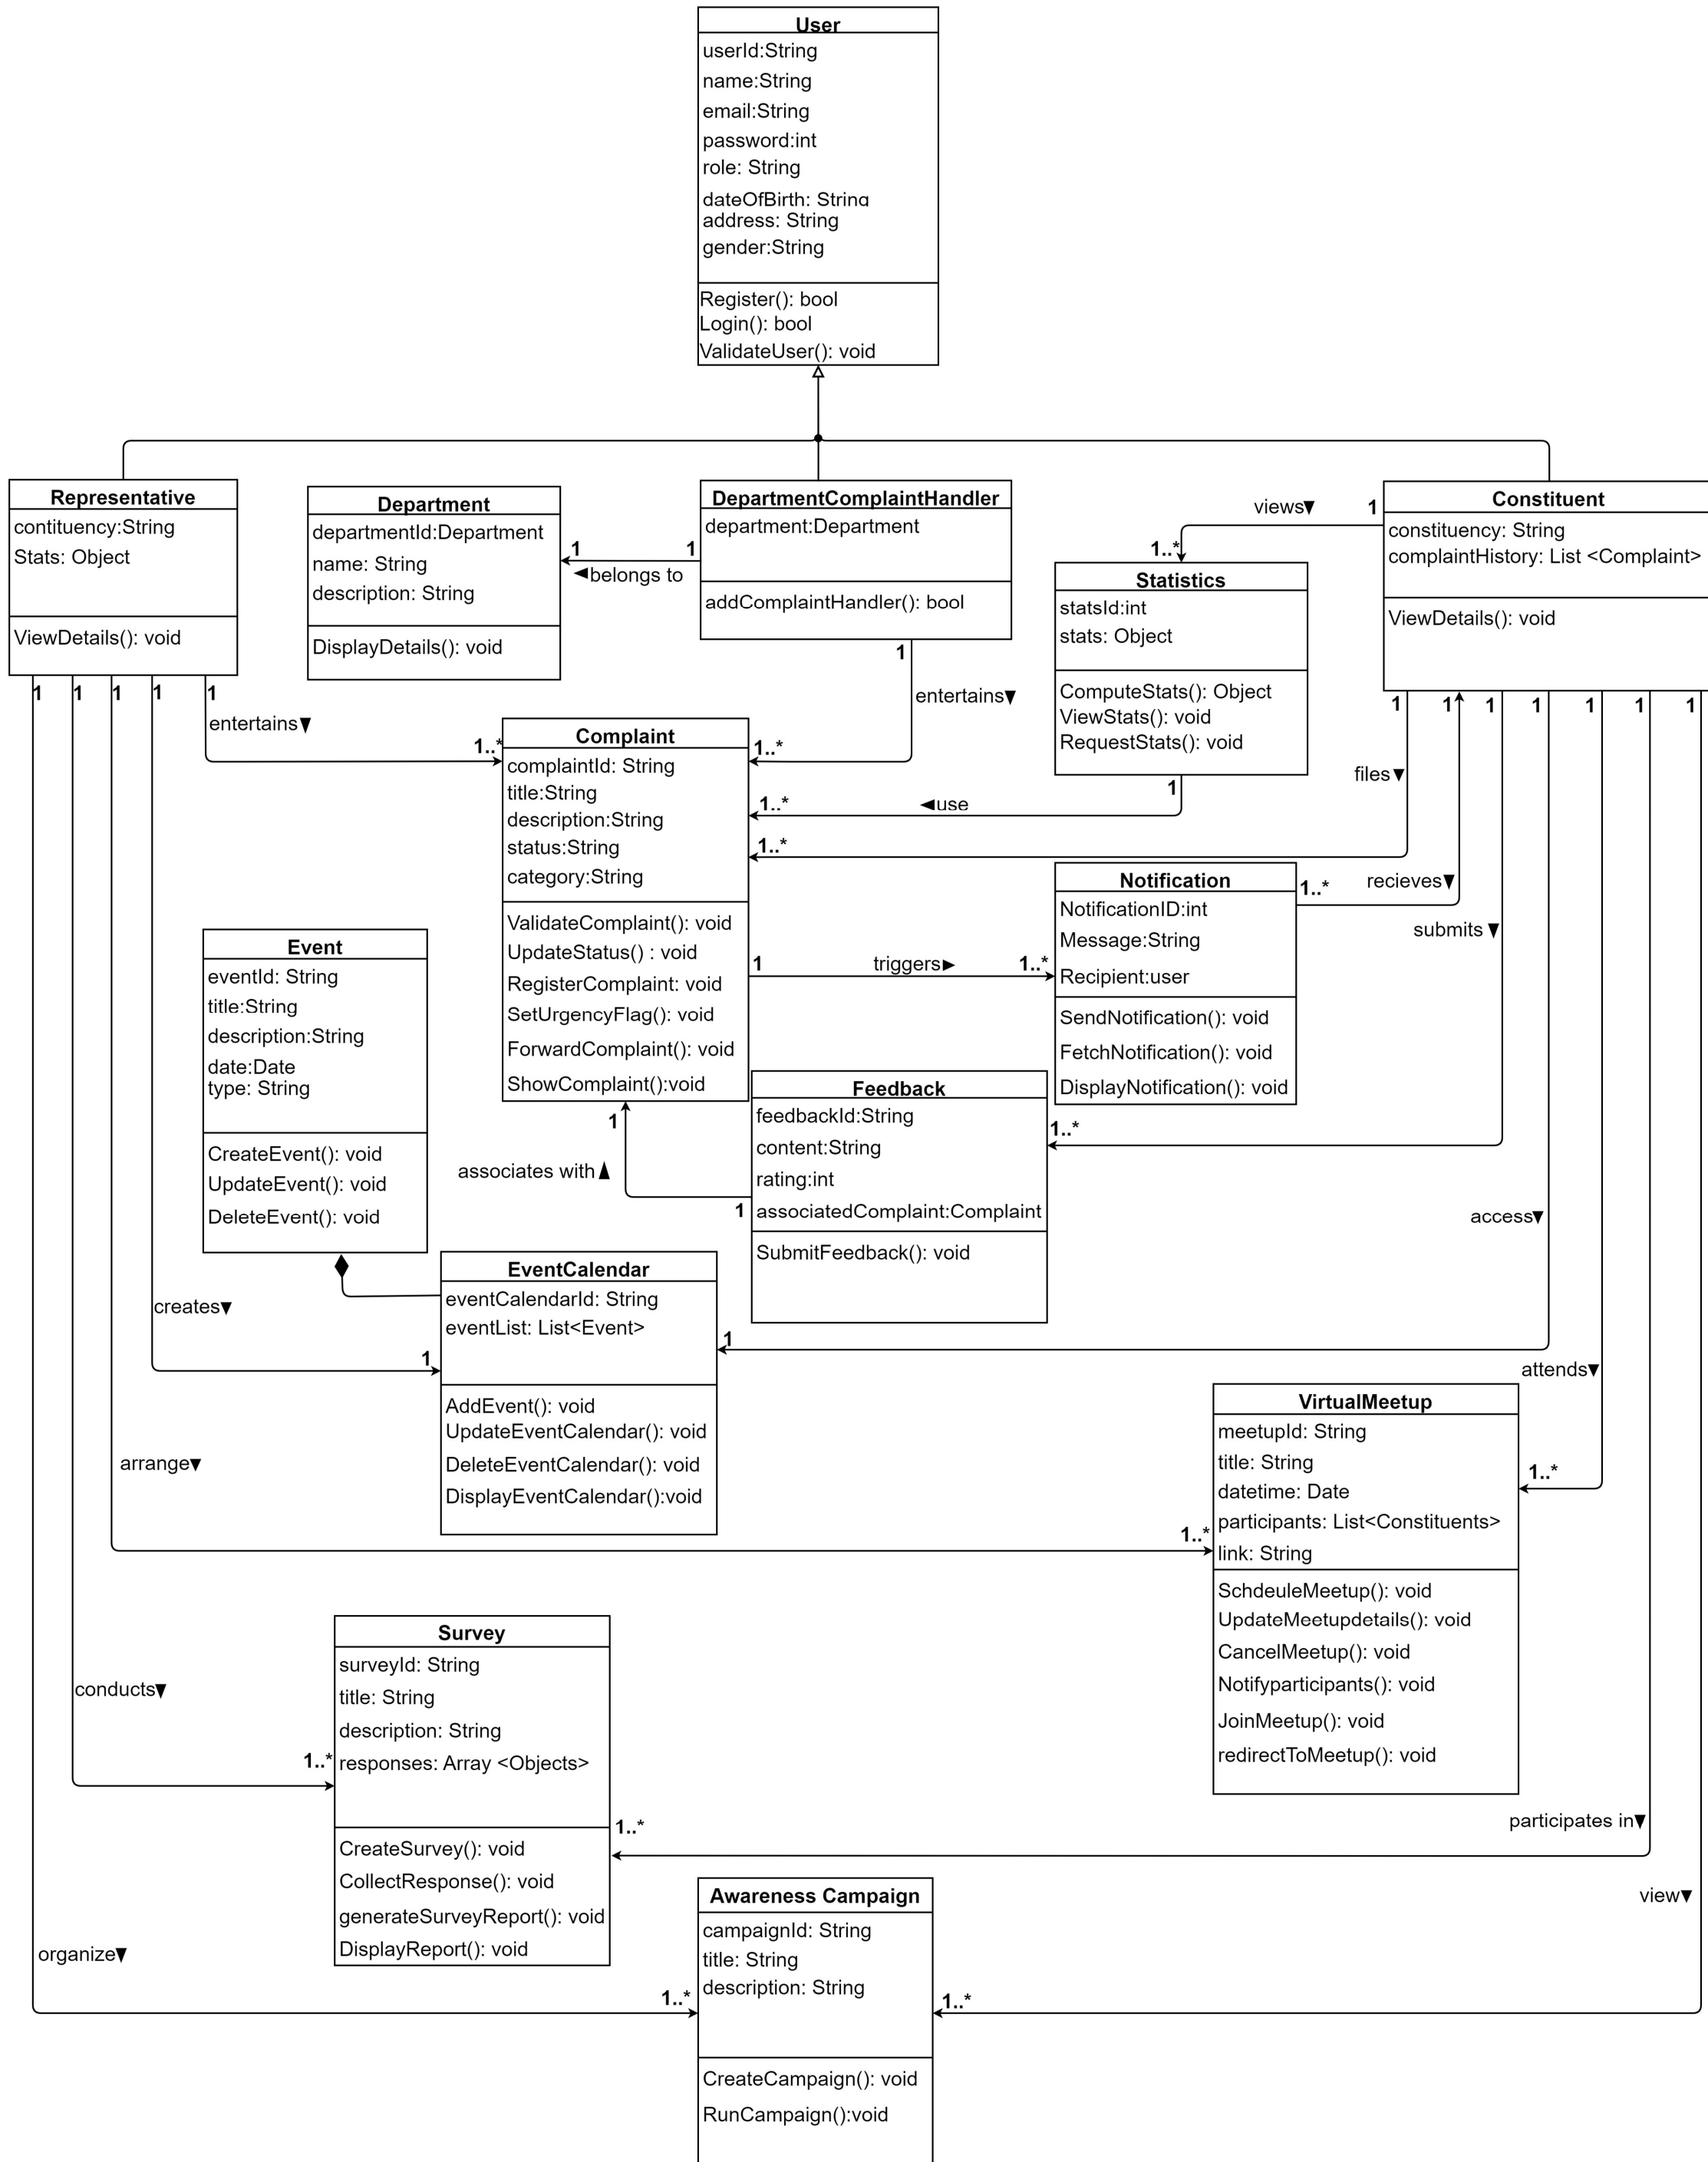 User
userId:String
name:String
email:String
password:int
role: String
dateOfBirth: String
address: String
gender:String
Register(): bool
Login(): bool
ValidateUser(): void
Representative
contituency:String
Stats: Object
ViewDetails(): void
Department
departmentId:Department
name: String
description: String
DisplayDetails(): void
1
1
◄belongs to
DepartmentComplaintHandler
department:Department
addComplaintHandler(): bool
views▼
1
1..*
Statistics
statsId:int
stats: Object
ComputeStats(): Object
ViewStats(): void
RequestStats(): void
Constituent
constituency: String
complaintHistory: List <Complaint>
ViewDetails(): void
1
1
1
1
1
entertains▼
1..*
1
entertains▼
1..*
1
1..*
◄use
1
1
1
1
1
1
1
files▼
1..*
Complaint
complaintId: String
title:String
description:String
status:String
category:String
ValidateComplaint(): void
UpdateStatus() : void
RegisterComplaint: void
SetUrgencyFlag(): void
ForwardComplaint(): void
ShowComplaint():void
Notification
NotificationID:int
Message:String
Recipient:user
SendNotification(): void
FetchNotification(): void
DisplayNotification(): void
1..*
recieves▼
submits ▼
1
triggers►
1..*
Event
eventId: String
title:String
description:String
date:Date
type: String
CreateEvent(): void
UpdateEvent(): void
DeleteEvent(): void
Feedback
feedbackId:String
content:String
rating:int
associatedComplaint:Complaint
SubmitFeedback(): void
1..*
1
associates with▲
1
access▼
EventCalendar
eventCalendarId: String
eventList: List<Event>
AddEvent(): void
UpdateEventCalendar(): void
DeleteEventCalendar(): void
DisplayEventCalendar():void
creates▼
1
1
attends▼
VirtualMeetup
meetupId: String
title: String
datetime: Date
participants: List<Constituents>
link: String
SchdeuleMeetup(): void
UpdateMeetupdetails(): void
CancelMeetup(): void
Notifyparticipants(): void
JoinMeetup(): void
redirectToMeetup(): void
1..*
arrange▼
1..*
Survey
surveyId: String
title: String
description: String
responses: Array <Objects>
CreateSurvey(): void
CollectResponse(): void
generateSurveyReport(): void
DisplayReport(): void
conducts▼
1..*
1..*
participates in▼
Awareness Campaign
campaignId: String
title: String
description: String
CreateCampaign(): void
RunCampaign():void
organize▼
1..*
1..*
view▼